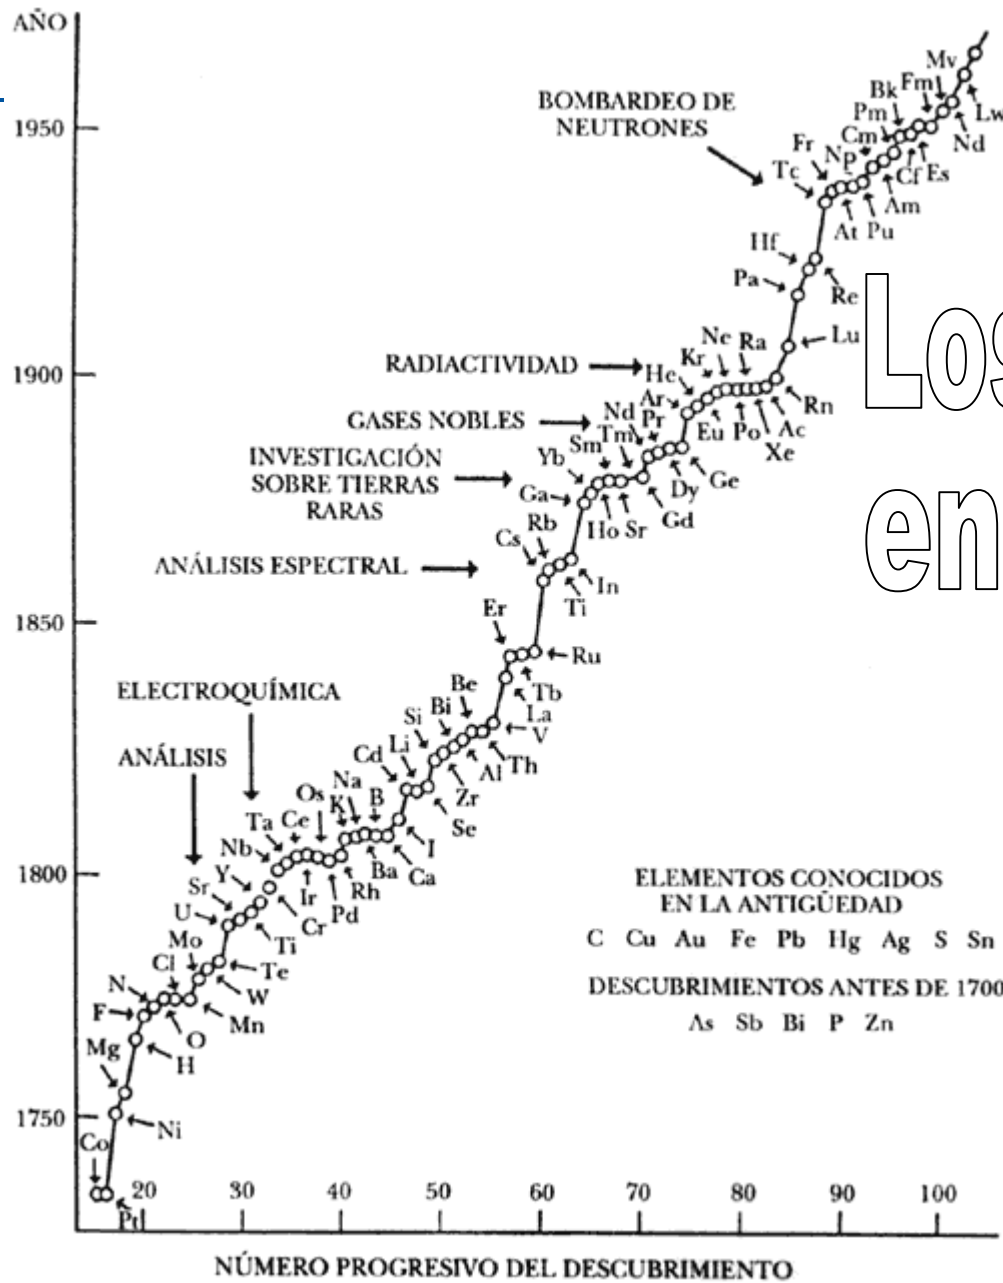 AÑO
1950
1900
1850
1800
1750
BOMBARDEO DE
NEUTRONES
RADIACTIVIDAD
GASES NOBLES
INVESTIGACIÓN
SOBRE TIERRAS
RARAS
ANÁLISIS ESPECTRAL
ELECTROQUÍMICA
ANÁLISIS
Mv
Fm
Bk
Lw
Pm
Nd
Cm
Fr
Np
Cf
Es
Tc
Am
At
Pu
Hf
Pa
Re
Lu
Ne
Ra
Kr
He
Rn
Ar
Nd
Pr
Eu
Po
Ac
Tm
Xe
Sm
Yb
Ge
Dy
Ga
Gd
Ho
Sr
Rb
Cs
In
Ti
Er
Ru
Tb
Be
La
Bi
V
Si
Th
Li
Al
Cd
Zr
Na
Os
K
B
Se
Ta
Ce
I
Nb
Ba
Ca
Y
Rh
Ir
Pd
Sr
Cr
U
Ti
Mo
Te
Cl
W
N
Mn
F
O
H
Mg
Ni
Co
Pt
Los
en
ELEMENTOS CONOCIDOS
EN LA ANTIGÜEDAD
C Cu Au Fe Pb Hg Ag S Sn
DESCUBRIMIENTOS ANTES DE 1700
As Sb Bi P Zn
20 30 40 50 60 70 80 90 100
NÚMERO PROGRESIVO DEL DESCUBRIMIENTO